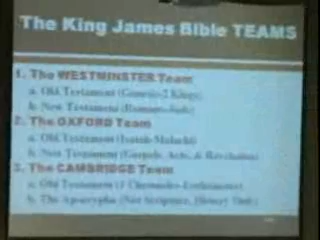 The King James Bible TEAMS
1. The WESTMINSTER Team
a. Old Testament (Genesis-2 Kings)
b. New Testament (Romans-Jude)
2. The OXFORD Team
a. Old Testament (Isaiah-Malachi)
b. New Testament (Gospels, Acts, & Revelation)
3. The CAMBRIDGE Team
a. Old Testament (1 Chronicles-Ecclesiastes)
b. The Apocrypha (Not Scripture, History Only)